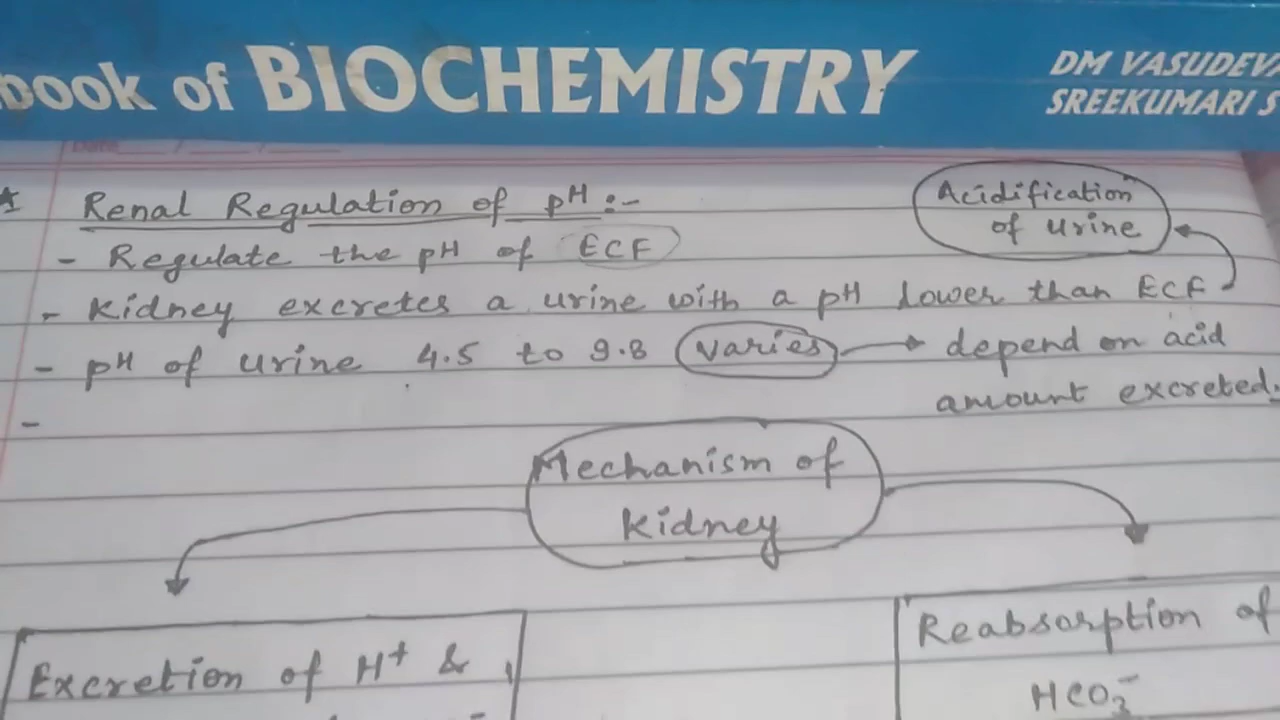 book of BIOCHEMISTRY
DM VASUDEV
SREEKUMARI S
Date
Renal Regulation of pH :-
- Regulate the pH of ECF
- Kidney excretes a urine with a pH lower than ECF
Acidification
of urine
- pH of urine 4.5 to 9.8 varies → depend on acid
amount excreted.
-
Mechanism of
Kidney
Excretion of H+ &
Reabsorption of
HCO3-